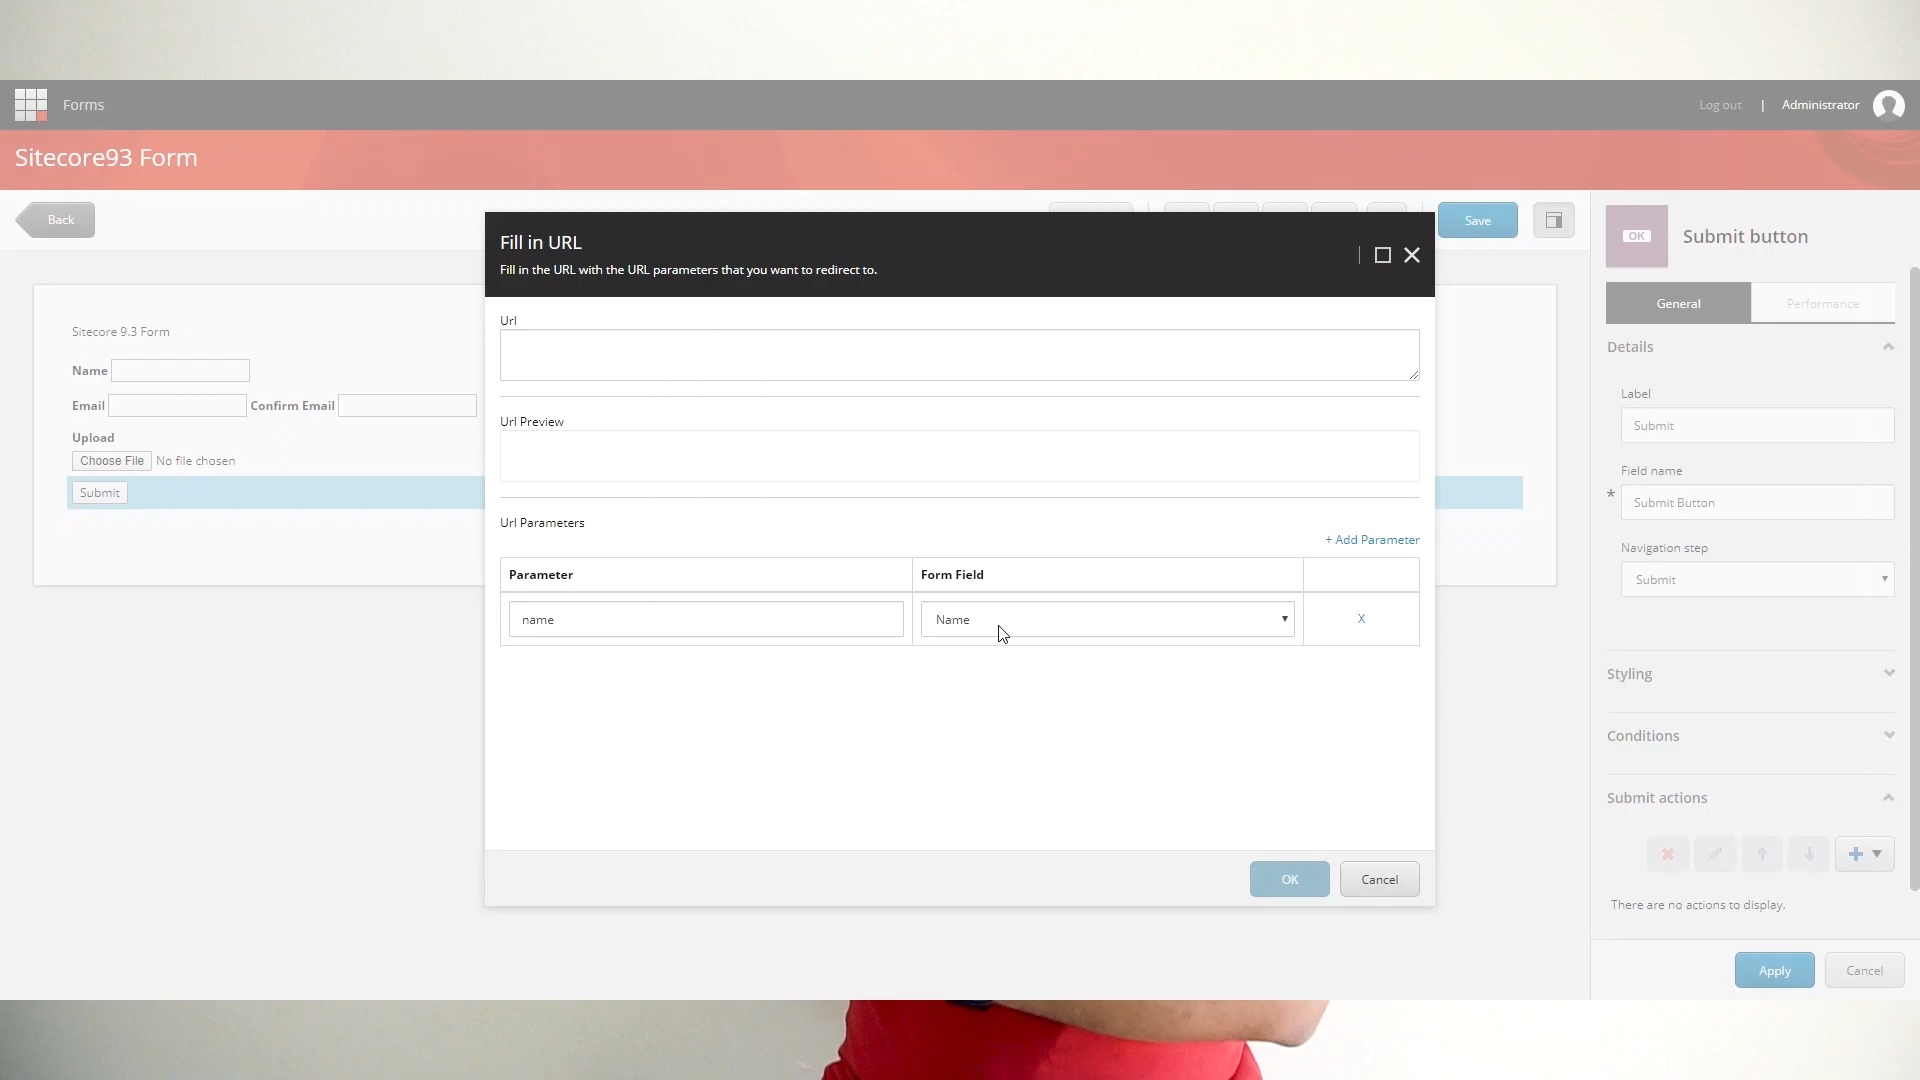 Forms
Log out | Administrator
Sitecore93 Form
Back
Save
Sitecore 9.3 Form
Name
Email Confirm Email
Upload
Choose File No file chosen
Submit
Fill in URL
Fill in the URL with the URL parameters that you want to redirect to.
Url
Url Preview
Url Parameters
+ Add Parameter
Parameter Form Field
name Name X
OK Cancel
OK Submit button
General Performance
Details
Label
Submit
Field name
* Submit Button
Navigation step
Submit
Styling
Conditions
Submit actions
There are no actions to display.
Apply Cancel